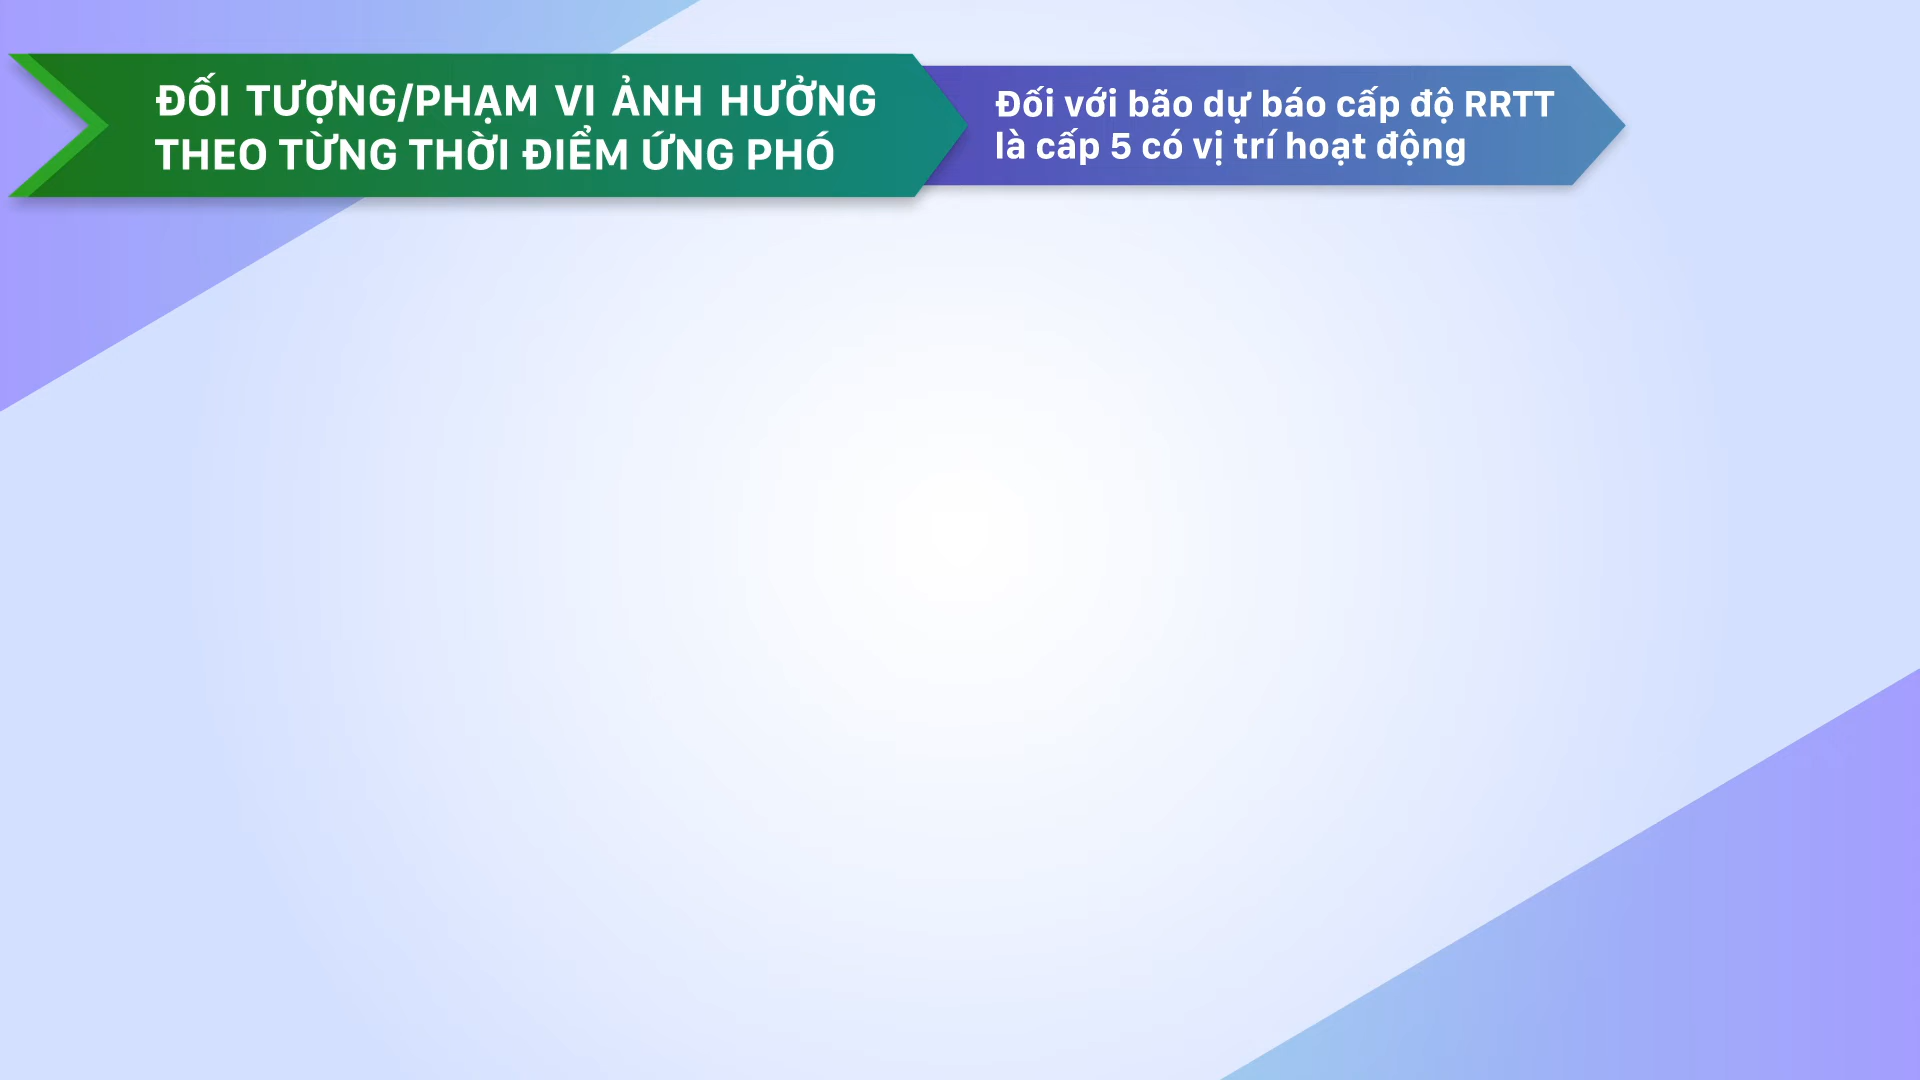 ĐỐI TƯỢNG/PHẠM VI ẢNH HƯỞNG
THEO TỪNG THỜI ĐIỂM ỨNG PHÓ
Đối với bão dự báo cấp độ RRTT
là cấp 5 có vị trí hoạt động